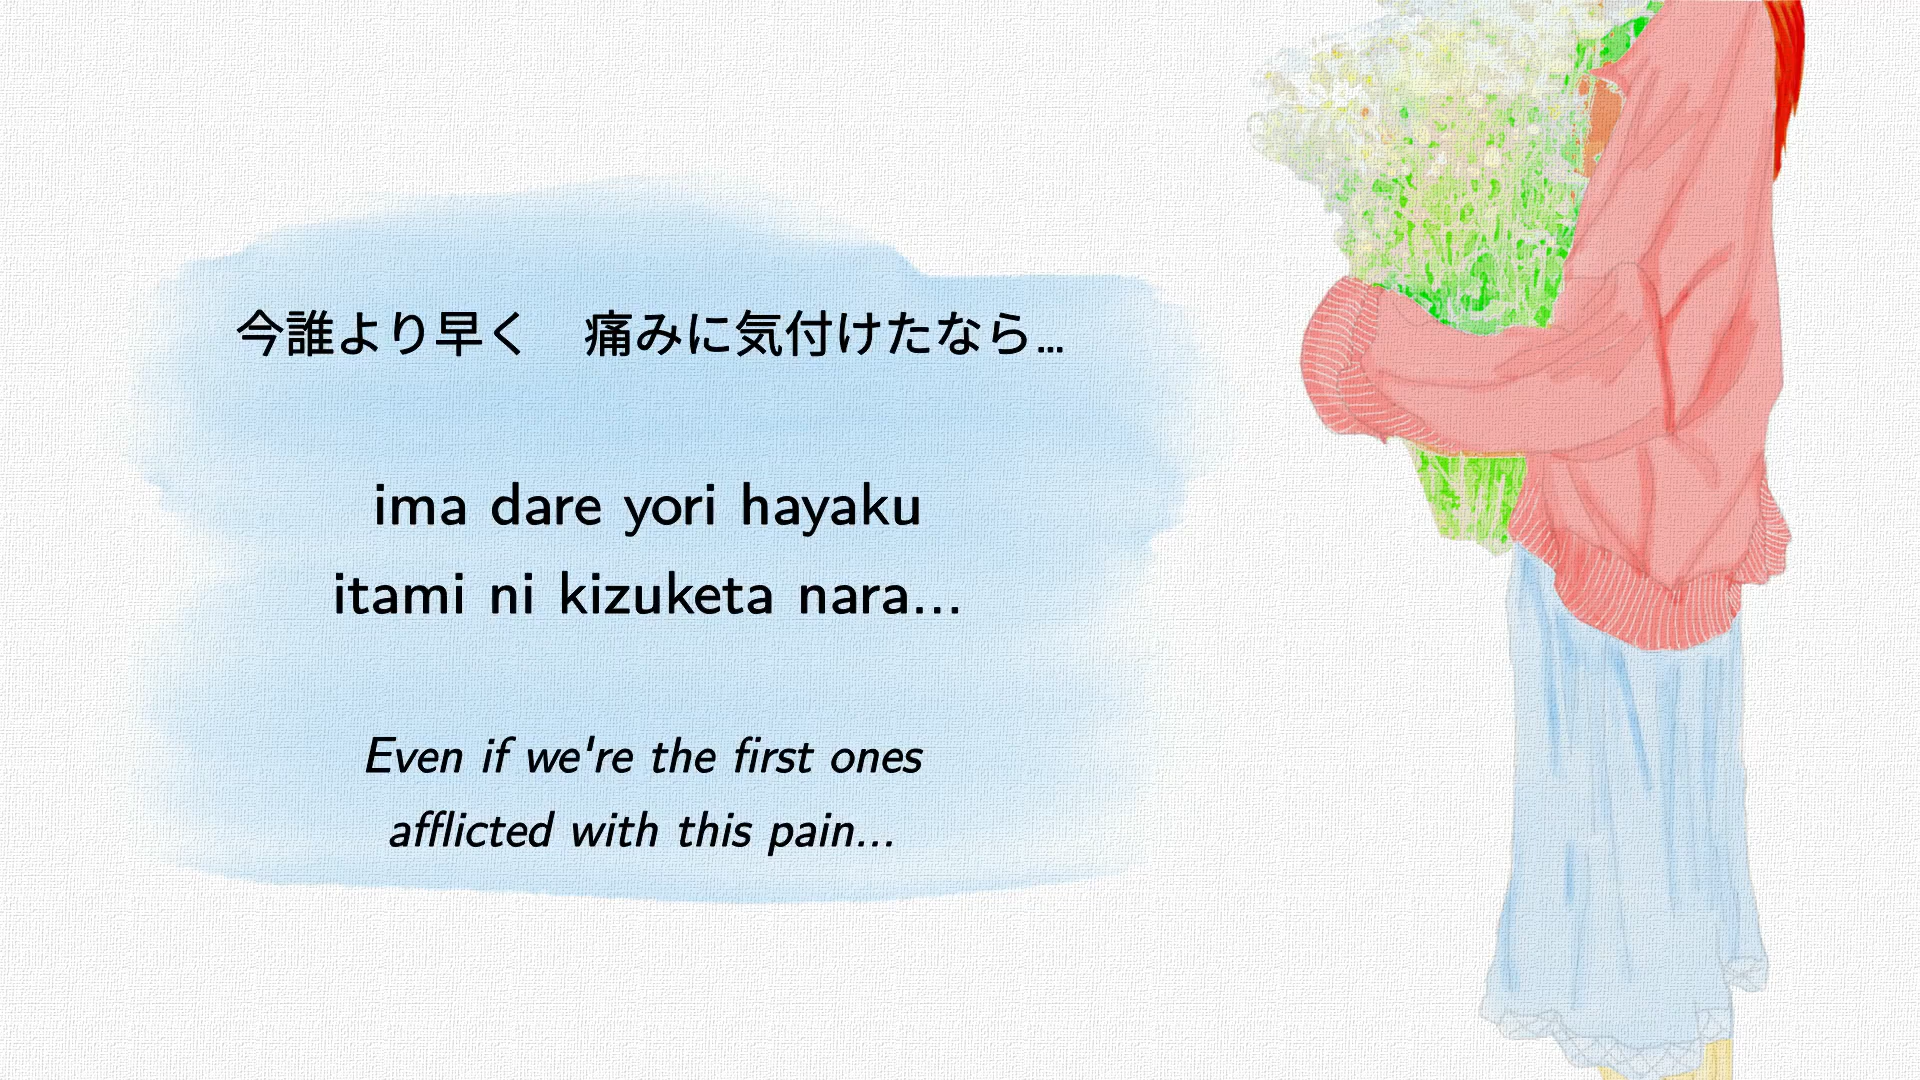 今誰より早く　痛みに気付けたなら…
ima dare yori hayaku
itami ni kizuketa nara...
Even if we're the first ones
afflicted with this pain...